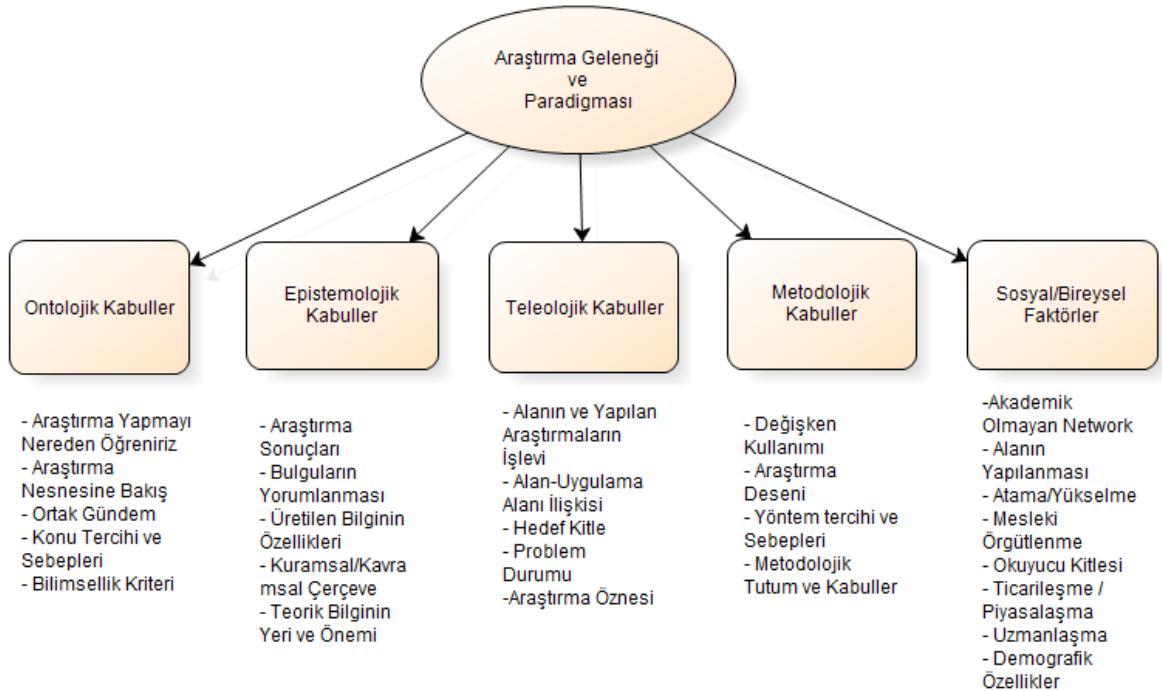 Araştırma Geleneği
ve
Paradigması
Ontolojik Kabuller
Epistemolojik
Kabuller
Teleolojik Kabuller
Metodolojik
Kabuller
Sosyal/Bireysel
Faktörler
- Araştırma Yapmayı
Nereden Öğreniriz
- Araştırma
Nesnesine Bakış
- Ortak Gündem
- Konu Tercihi ve
Sebepleri
- Bilimsellik Kriteri
- Araştırma
Sonuçları
- Bulguların
Yorumlanması
- Üretilen Bilginin
Özellikleri
- Kuramsal/Kavra
msal Çerçeve
- Teorik Bilginin
Yeri ve Önemi
- Alanın ve Yapılan
Araştırmaların
İşlevi
- Alan-Uygulama
Alanı İlişkisi
- Hedef Kitle
- Problem
Durumu
-Araştırma Öznesi
- Değişken
Kullanımı
- Araştırma
Deseni
- Yöntem tercihi ve
Sebepleri
- Metodolojik
Tutum ve Kabuller
-Akademik
Olmayan Network
- Alanın
Yapılanması
- Atama/Yükselme
- Mesleki
Örgütlenme
- Okuyucu Kitlesi
- Ticarileşme /
Piyasalaşma
- Uzmanlaşma
- Demografik
Özellikler